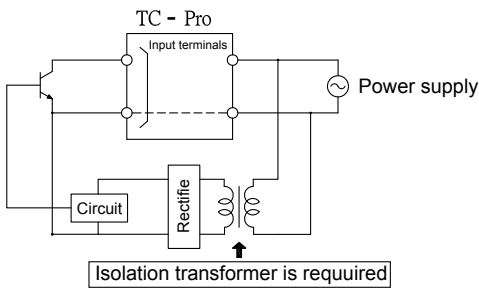 TC - Pro
Input terminals
Power supply
Circuit
Rectifie
Isolation transformer is requuired